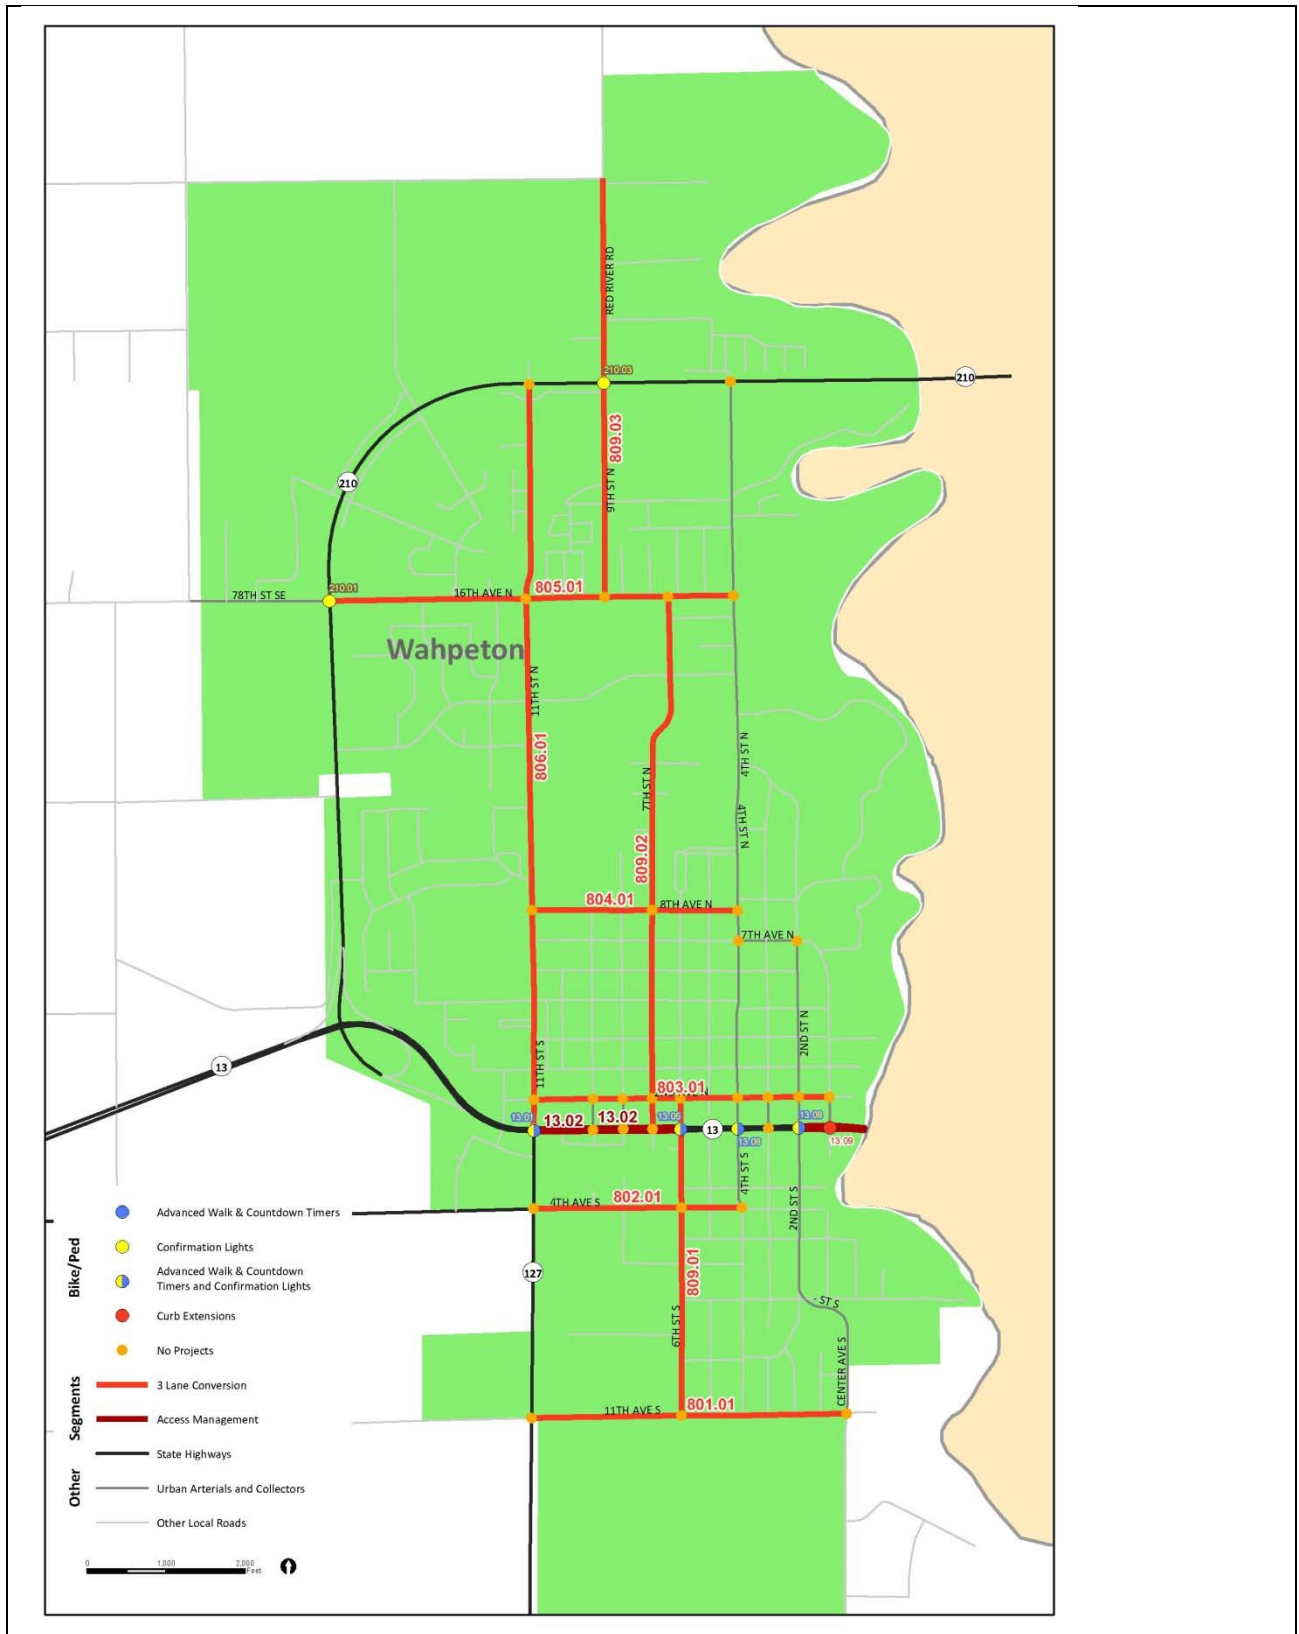 RED RIVER RD
210.03
210
809.03
9TH ST N
210
210.01
78TH ST SE
16TH AVE N
805.01
Wahpeton
11TH ST N
806.01
7TH ST N
4TH ST N
4TH ST N
809.02
804.01
8TH AVE N
7TH AVE N
2ND ST N
11TH ST S
13
803.01
13.01
13.02
13.02
13.05
13
13.06
13.08
13.09
4TH AVE S
802.01
4TH ST S
2ND ST S
127
809.01
6TH ST S
- ST S
CENTER AVE S
11TH AVE S
801.01
Bike/Ped
Advanced Walk & Countdown Timers
Confirmation Lights
Advanced Walk & Countdown
Timers and Confirmation Lights
Curb Extensions
No Projects
Segments
3 Lane Conversion
Access Management
Other
State Highways
Urban Arterials and Collectors
Other Local Roads
0 1,000 2,000
Feet